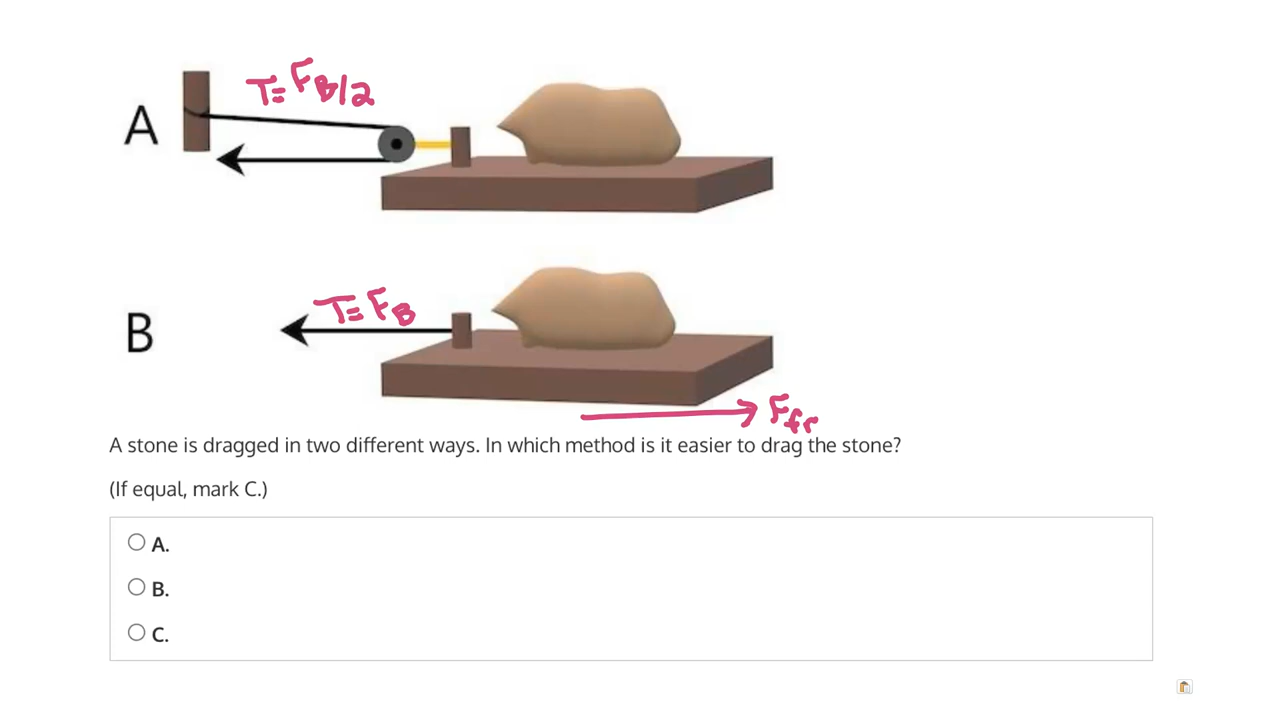 T= FB/2
A
T= FB
B
Ffr
A stone is dragged in two different ways. In which method is it easier to drag the stone?
(If equal, mark C.)
A.
B.
C.